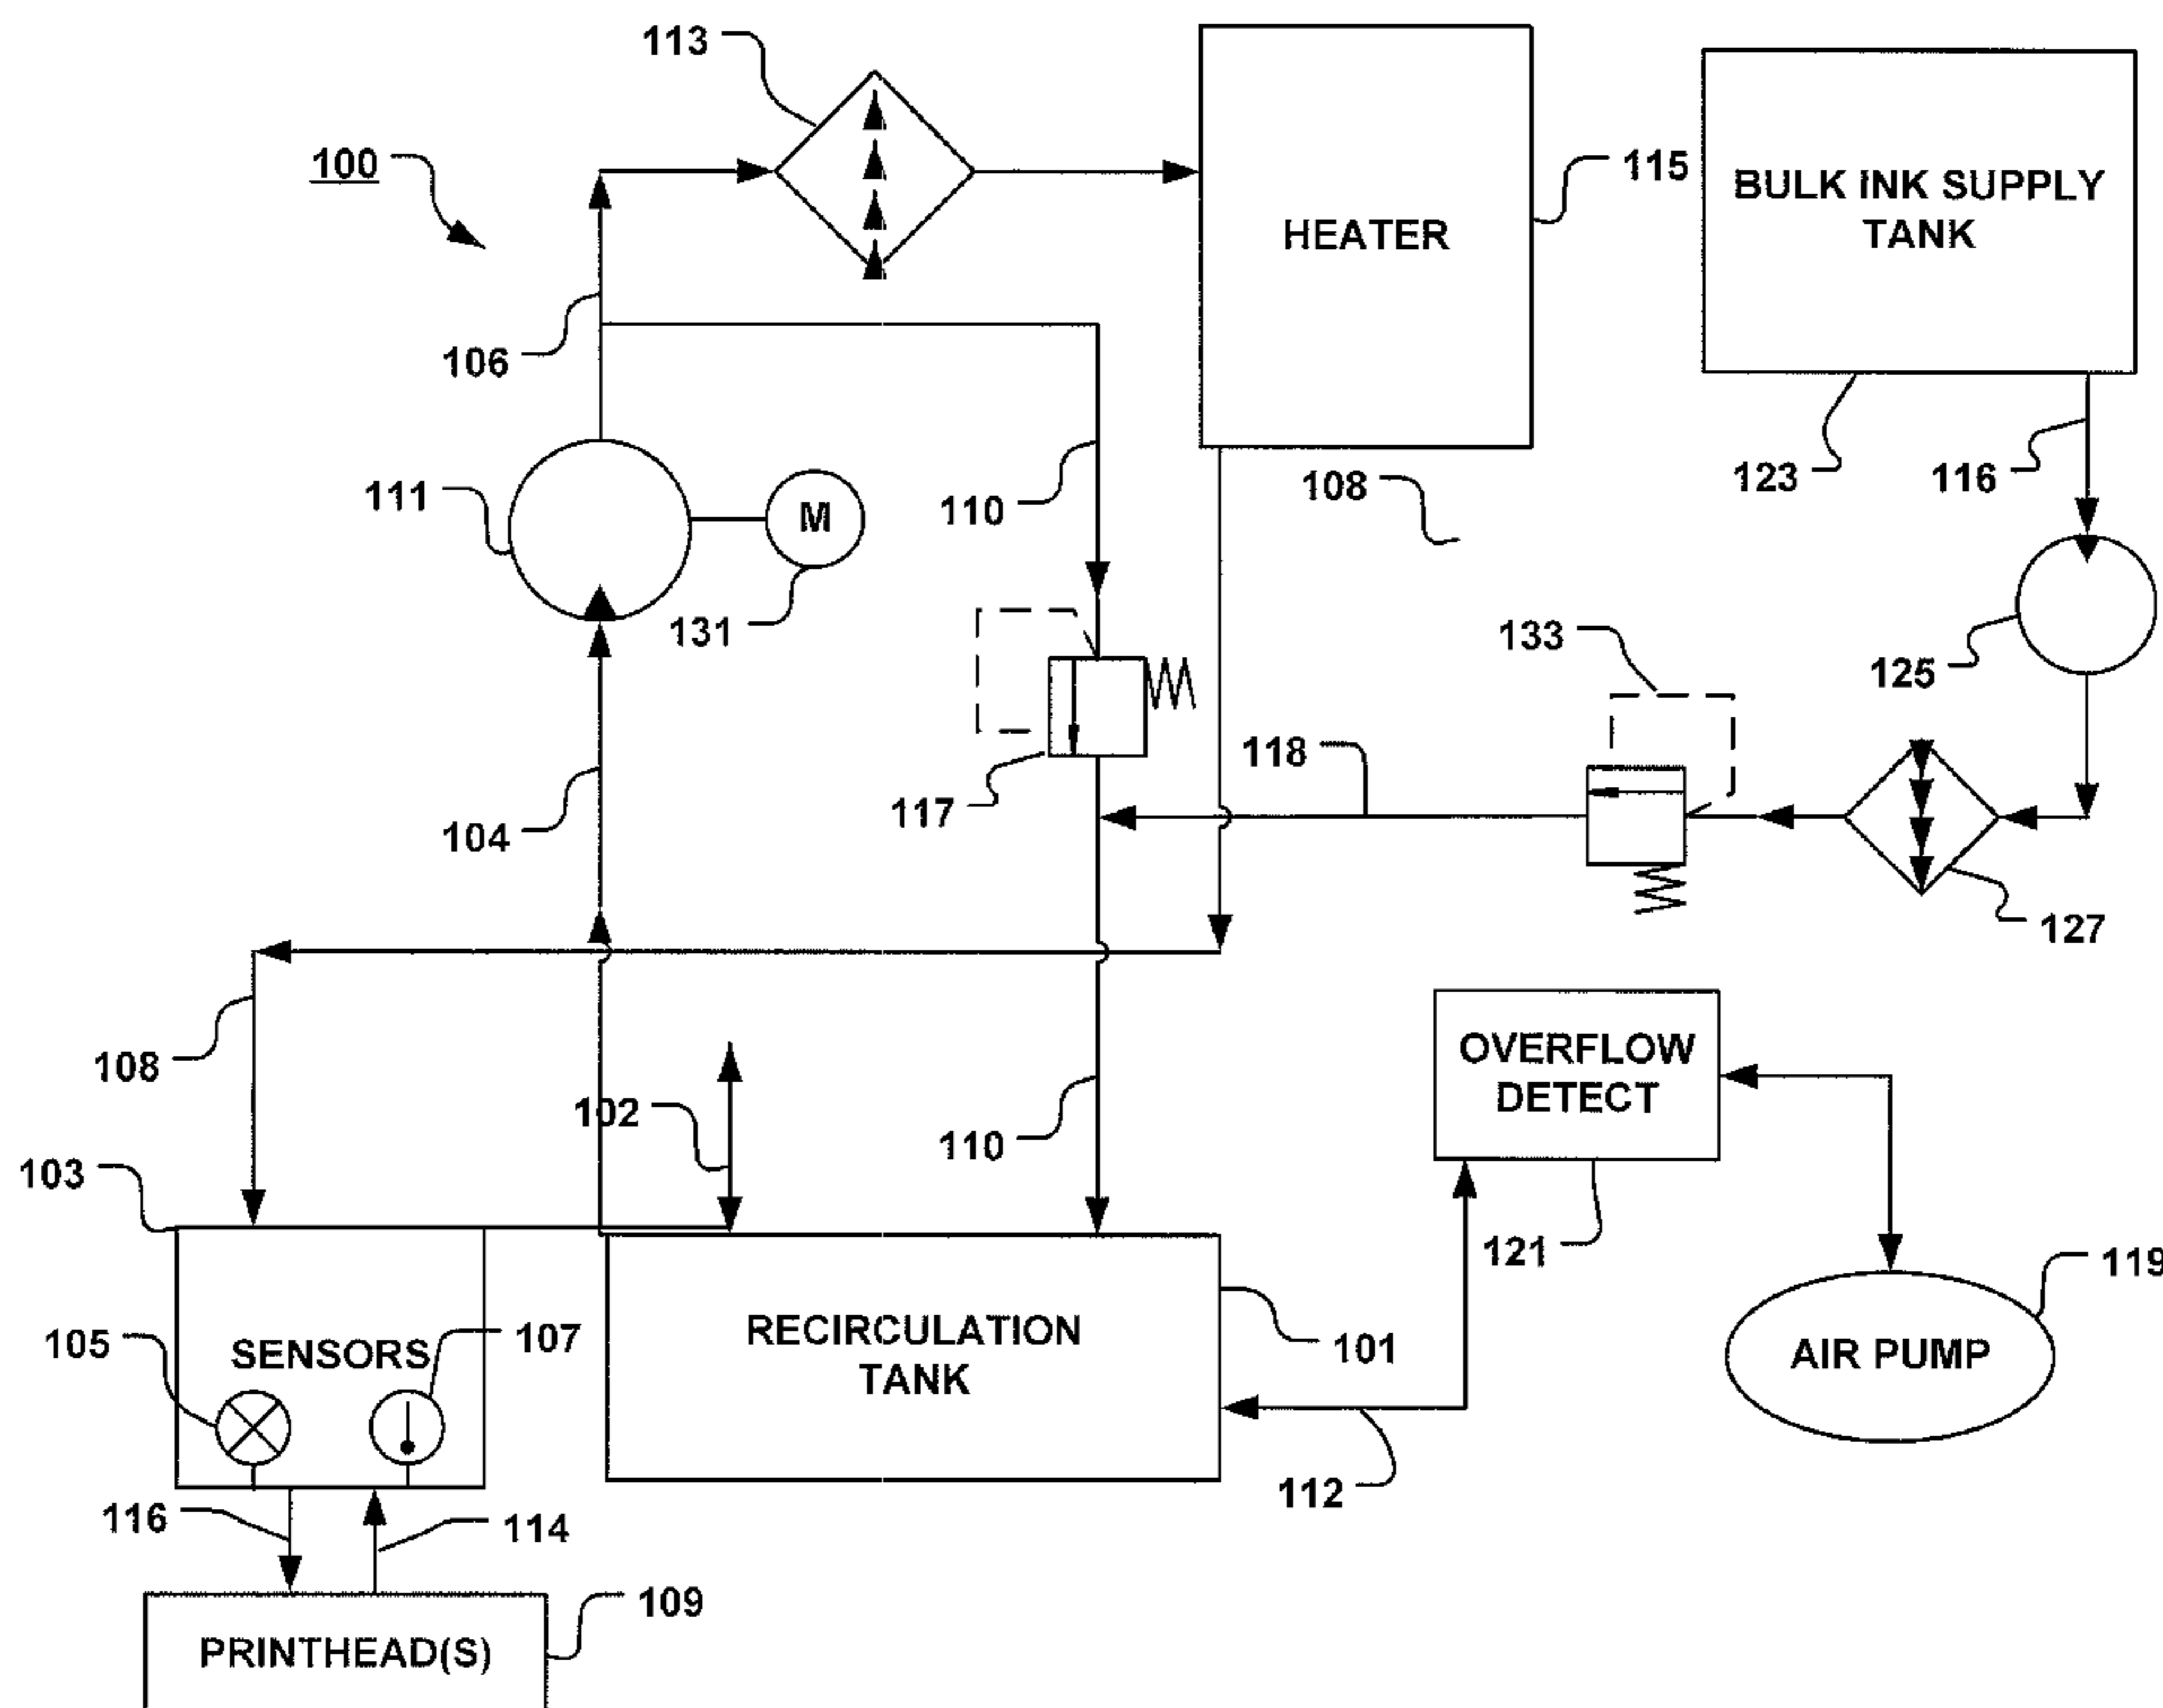 113
100
115
HEATER
BULK INK SUPPLY
TANK
106
111
M
131
110
108
123
116
133
125
118
117
104
127
108
102
110
OVERFLOW
DETECT
103
121
119
105
SENSORS
107
RECIRCULATION
TANK
101
AIR PUMP
116
114
112
109
PRINTHEAD(S)